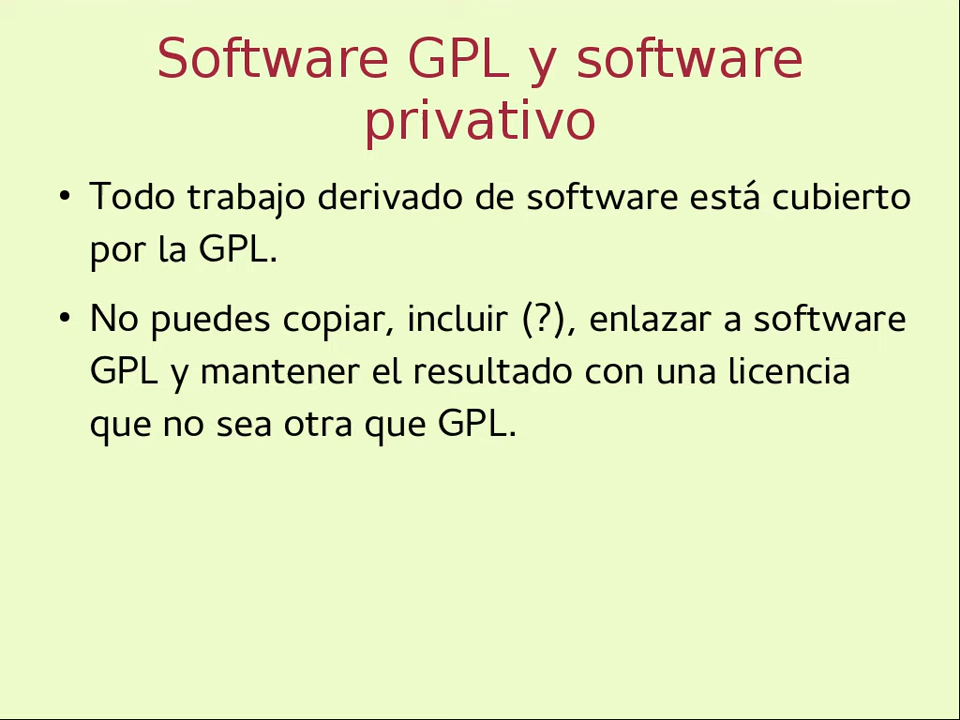 Software GPL y software
privativo
• Todo trabajo derivado de software está cubierto
por la GPL.
• No puedes copiar, incluir (?), enlazar a software
GPL y mantener el resultado con una licencia
que no sea otra que GPL.